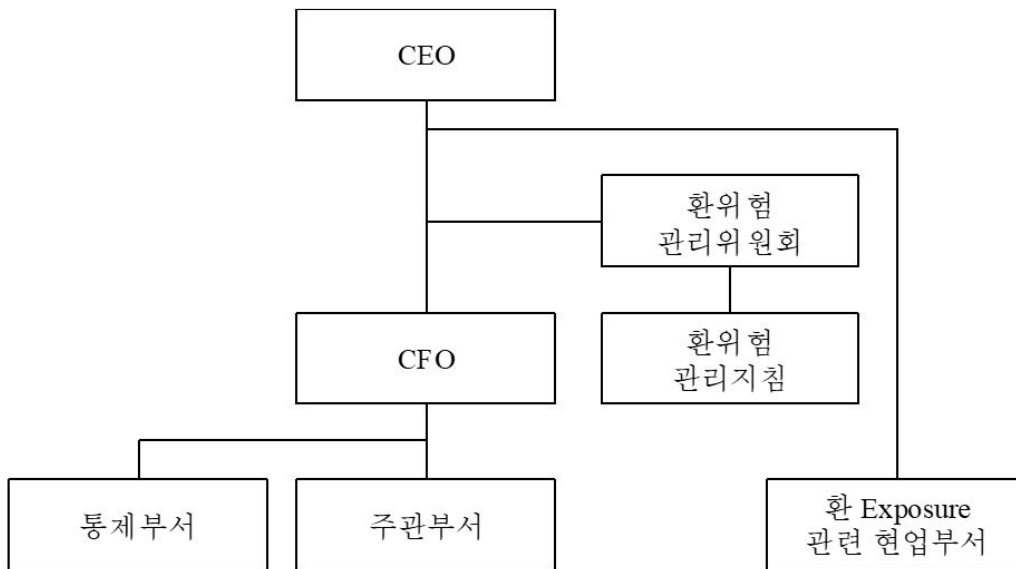 CEO
환위험
관리위원회
CFO
환위험
관리지침
통제부서
주관부서
환 Exposure
관련 현업부서